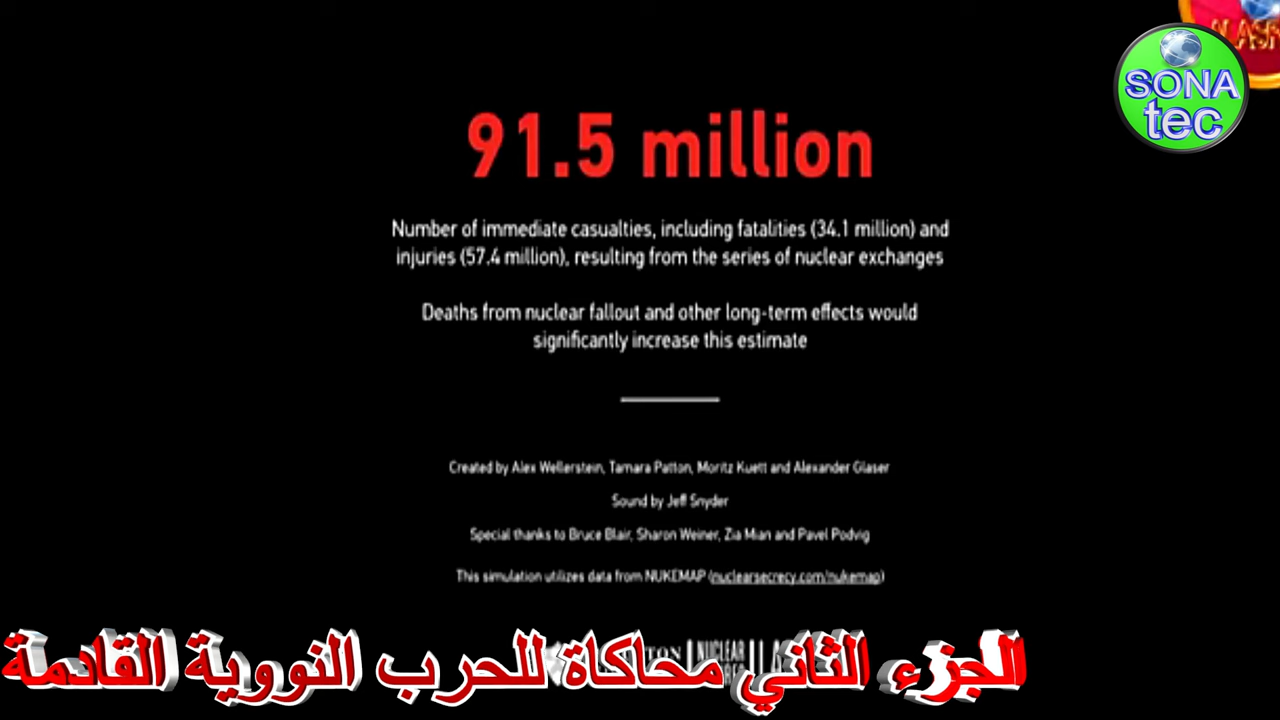 SONA
tec
91.5 million
Number of immediate casualties, including fatalities (34.1 million) and
injuries (57.4 million), resulting from the series of nuclear exchanges
Deaths from nuclear fallout and other long-term effects would
significantly increase this estimate
Created by Alex Wellerstein, Tamara Patton, Moritz Kuett and Alexander Glaser
Sound by Jeff Snyder
Special thanks to Bruce Blair, Sharon Weiner, Zia Mian and Pavel Podvig
This simulation utilizes data from NUKEMAP (nuclearsecrecy.com/nukemap)
الجزء الثاني محاكاة للحرب النووية القادمة